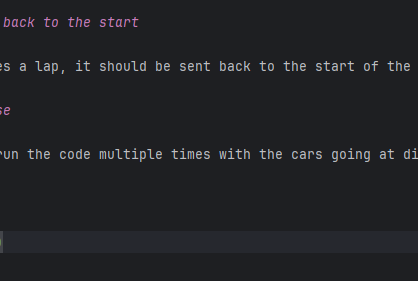 back to the start
es a lap, it should be sent back to the start of the
se
run the code multiple times with the cars going at di